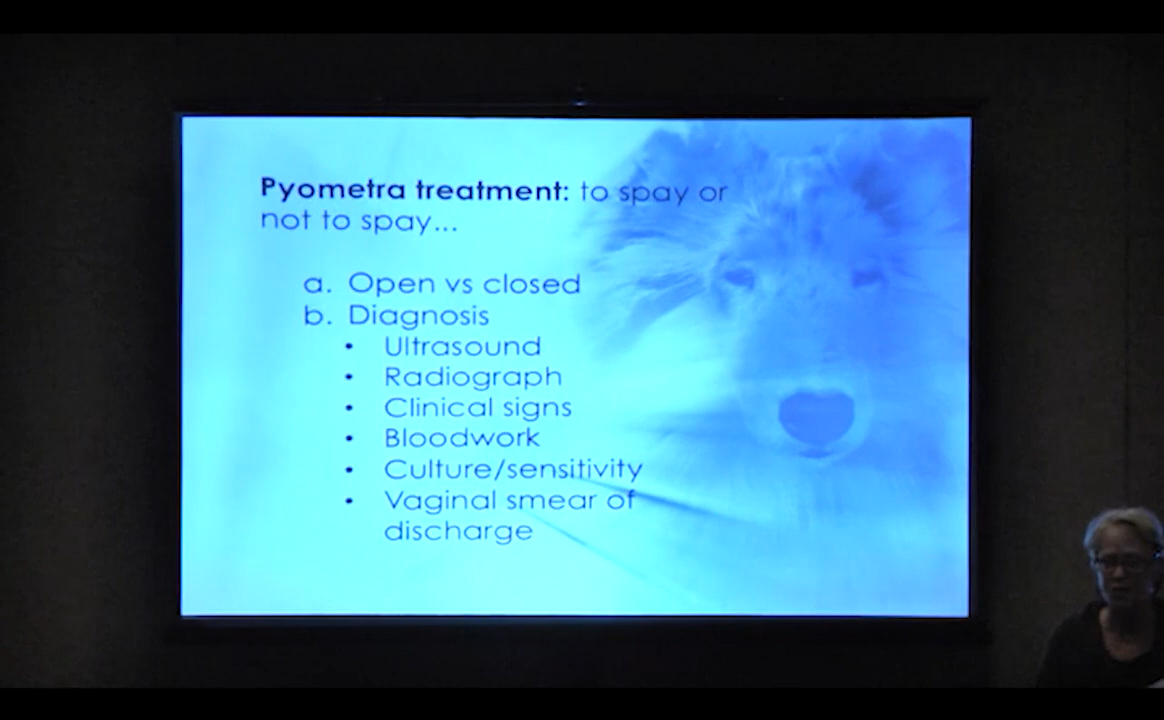 Pyometra treatment: to spay or
not to spay...
a. Open vs closed
b. Diagnosis
• Ultrasound
• Radiograph
• Clinical signs
• Bloodwork
• Culture/sensitivity
• Vaginal smear of
discharge